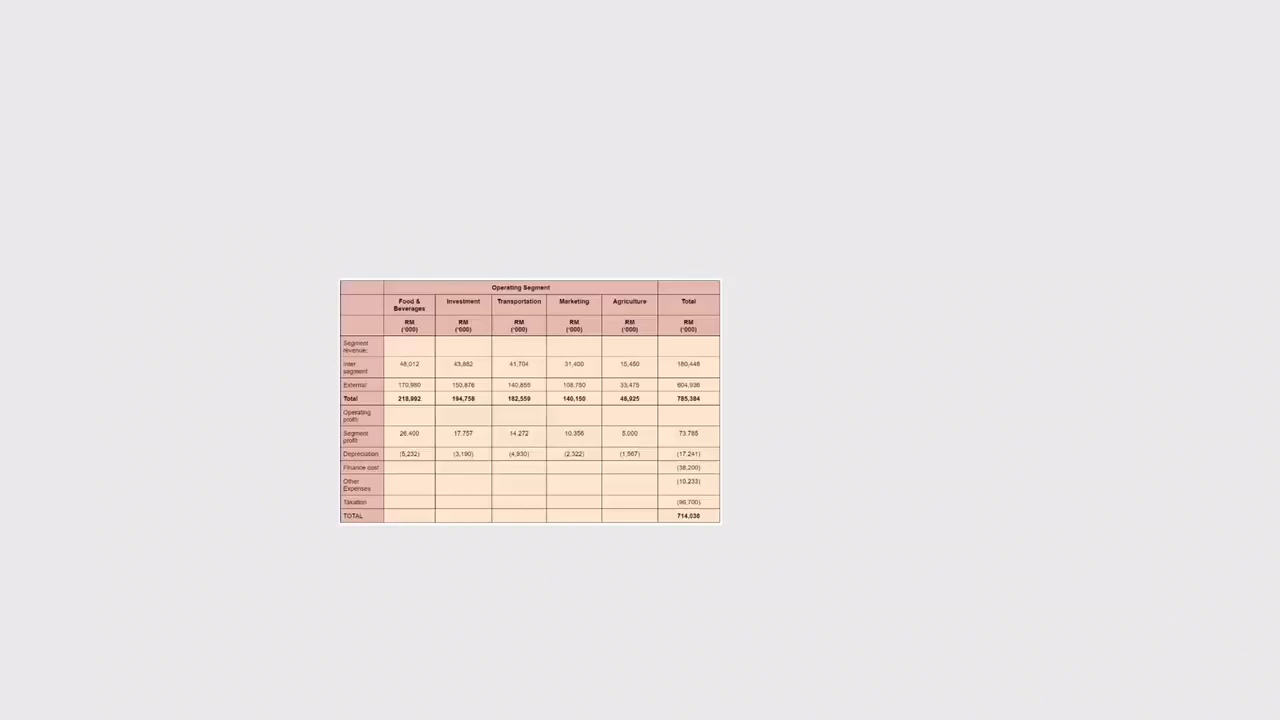 Operating Segment
Food & Beverages Investment Transportation Marketing Agriculture Total
RM ('000) RM ('000) RM ('000) RM ('000) RM ('000) RM ('000)
Segment revenue:
Inter segment 48,012 43,882 41,704 31,400 15,450 180,448
External 170,980 150,876 140,855 108,750 33,475 604,936
Total 218,992 194,758 182,559 140,150 48,925 785,384
Operating profit:
Segment profit 26,400 17,757 14,272 10,356 5,000 73,785
Depreciation (5,232) (3,190) (4,930) (2,322) (1,567) (17,241)
Finance cost (38,200)
Other Expenses (10,233)
Taxation (96,700)
TOTAL 714,036